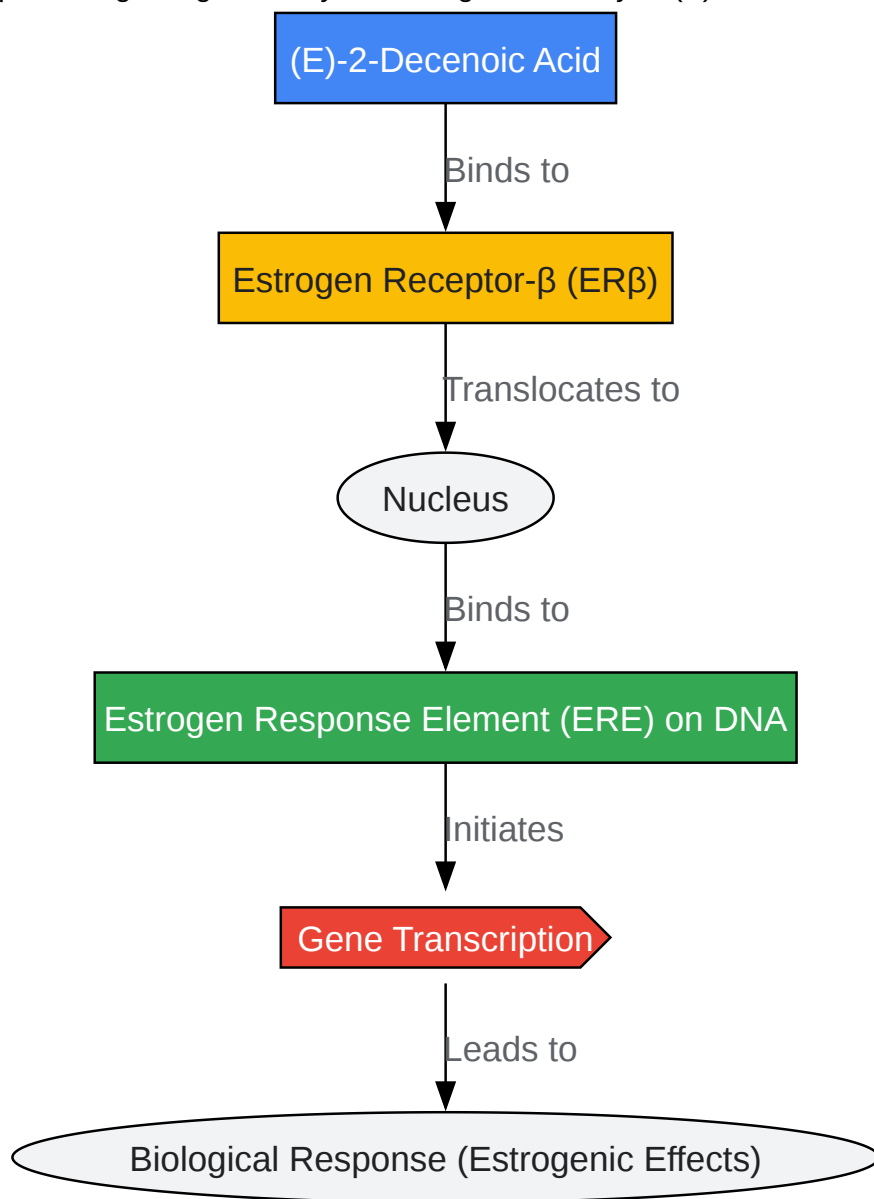 (E)-2-Decenoic Acid
Binds to
Estrogen Receptor-β (ERβ)
Translocates to
Nucleus
Binds to
Estrogen Response Element (ERE) on DNA
Initiates
Gene Transcription
Leads to
Biological Response (Estrogenic Effects)